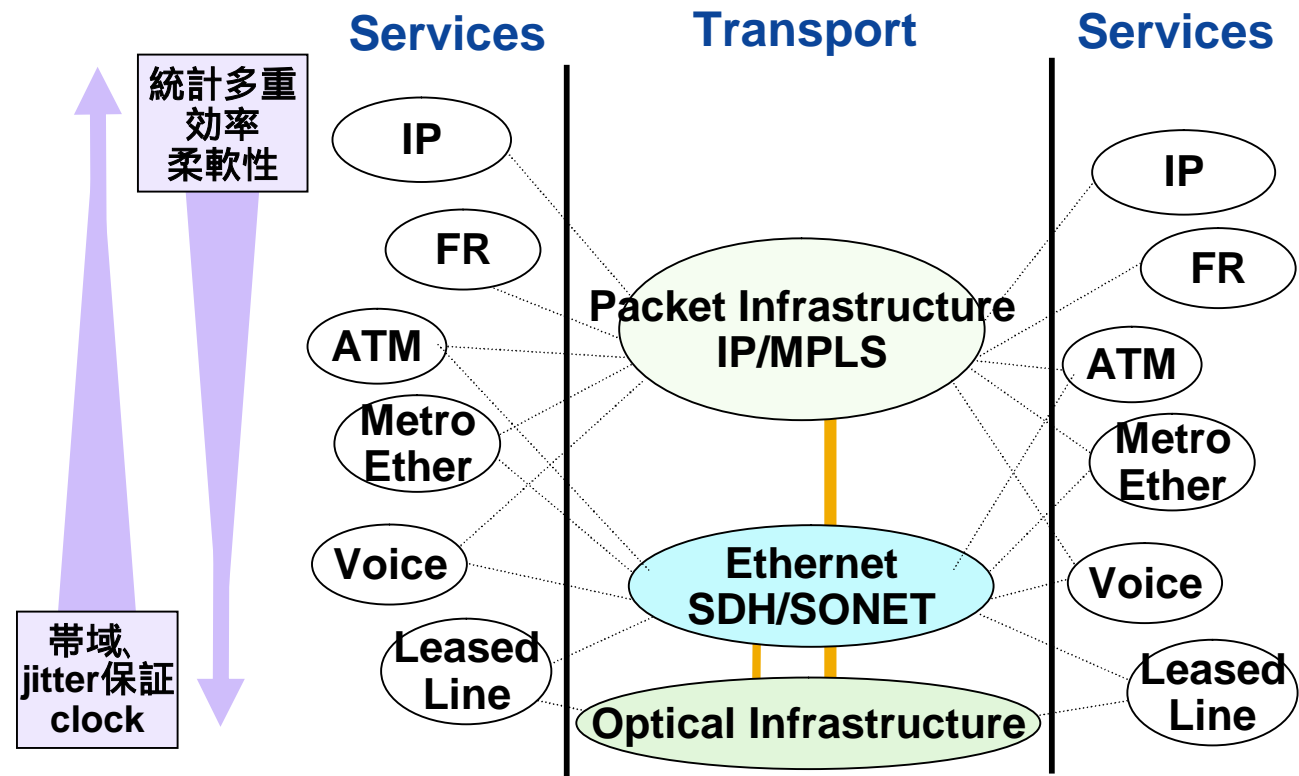 Services
Transport
Services
統計多重
効率
柔軟性
帯域、
jitter保証
clock
IP
FR
ATM
Metro
Ether
Voice
Leased
Line
Packet Infrastructure
IP/MPLS
Ethernet
SDH/SONET
Optical Infrastructure
IP
FR
ATM
Metro
Ether
Voice
Leased
Line